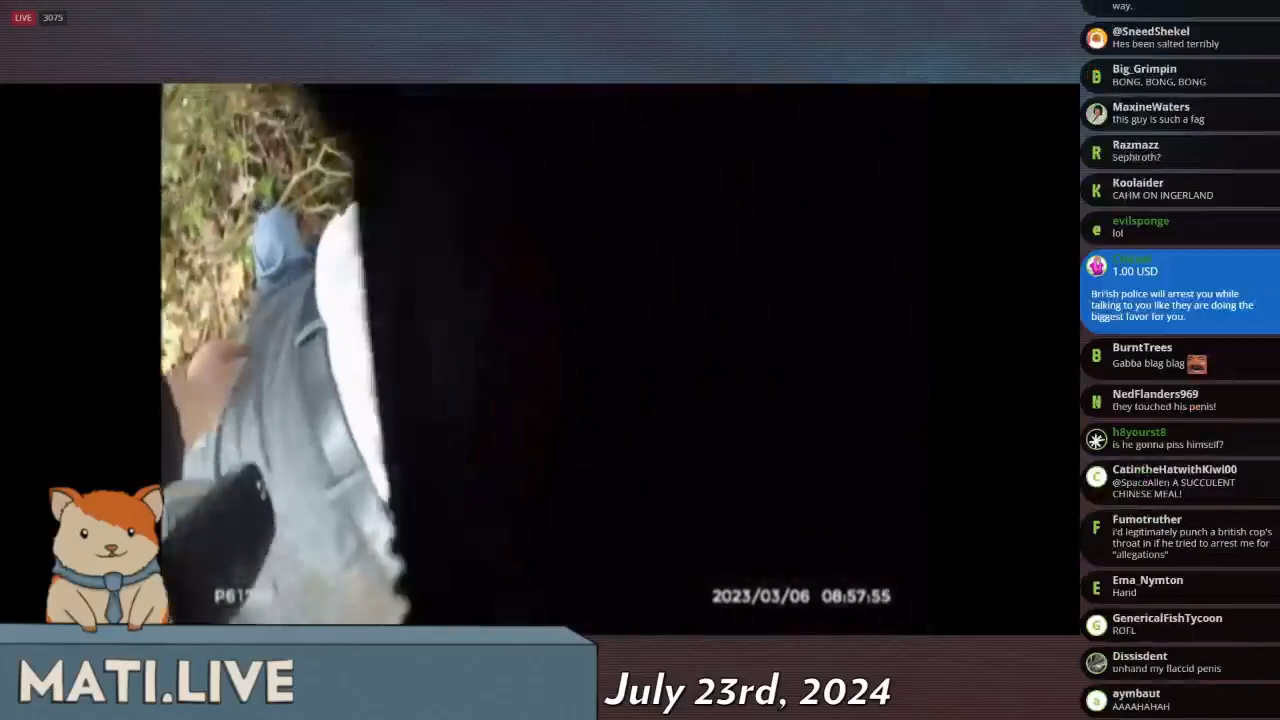 LIVE 3075
way.
@SneedShekel
Hes been salted terribly
Big_Grimpin
B
BONG, BONG, BONG
MaxineWaters
this guy is such a fag
Razmazz
R
Sephiroth?
Koolaider
K
CAHM ON INGERLAND
evilsponge
e
lol
1.00 USD
Bri'ish police will arrest you while
talking to you like they are doing the
biggest favor for you.
BurntTrees
B
Gabba blag blag
NedFlanders969
N
they touched his penis!
h8yourst8
is he gonna piss himself?
CatintheHatwithKiwi00
C
@SpaceAllen A SUCCULENT
CHINESE MEAL!
Fumotruther
F
i'd legitimately punch a british cop's
throat in if he tried to arrest me for
"allegations"
Ema_Nymton
E
Hand
GenericalFishTycoon
G
ROFL
Dissisdent
unhand my flaccid penis
aymbaut
a
AAAAHAHAH
2023/03/06 08:57:55
MATI.LIVE
July 23rd, 2024